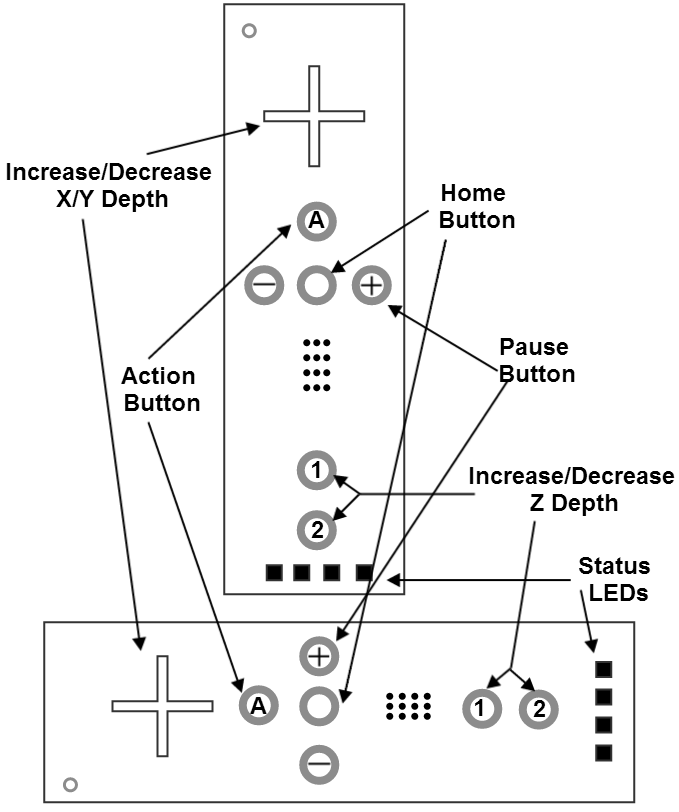 Increase/Decrease
X/Y Depth
Home
Button
A
Pause
Button
Action
Button
1
Increase/Decrease
Z Depth
2
Status
LEDs
A
1
2